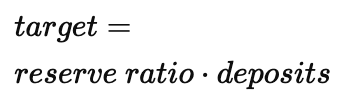 target =
reserve ratio · deposits